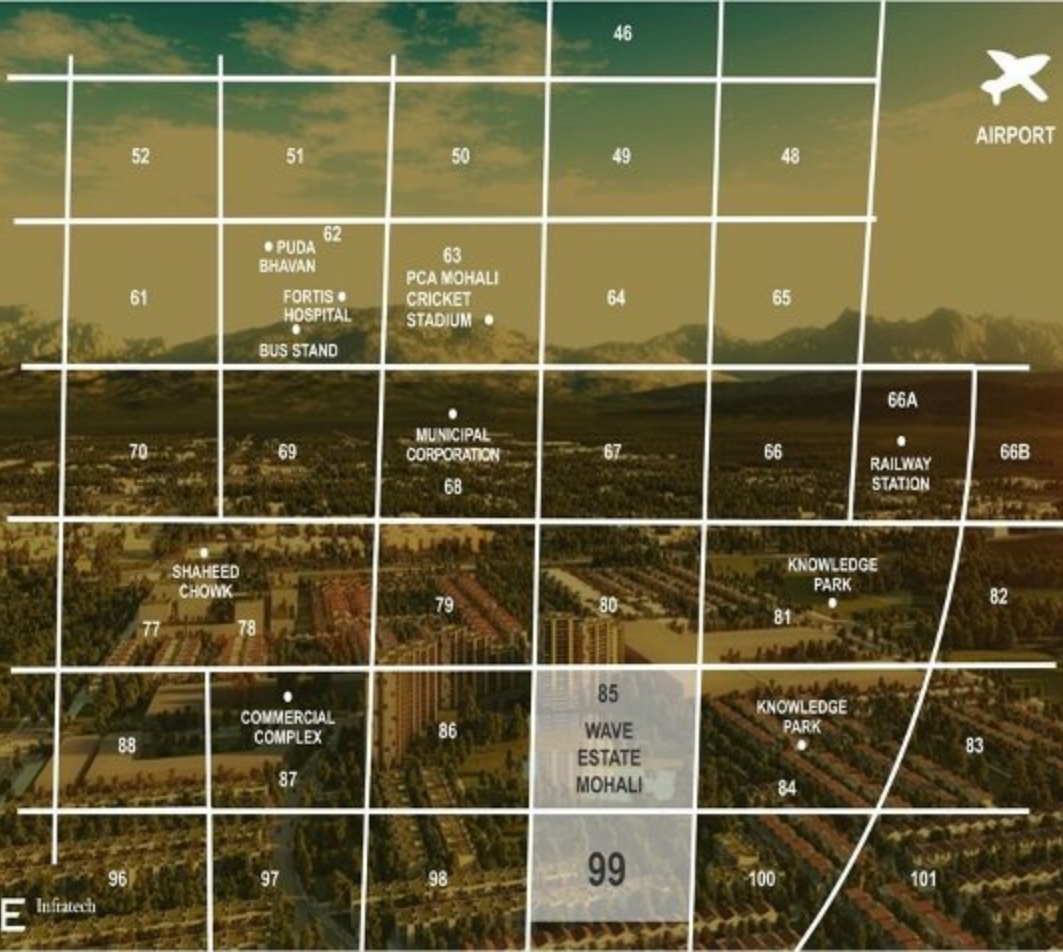 46
AIRPORT
52
51
50
49
48
62
PUDA
BHAVAN
FORTIS
HOSPITAL
BUS STAND
63
PCA MOHALI
CRICKET
STADIUM
61
64
65
66A
RAILWAY
STATION
70
69
MUNICIPAL
CORPORATION
68
67
66
66B
SHAHEED
CHOWK
77
78
79
80
KNOWLEDGE
PARK
81
82
88
COMMERCIAL
COMPLEX
87
86
85
WAVE
ESTATE
MOHALI
KNOWLEDGE
PARK
84
83
96
97
98
99
100
101
E Infratech